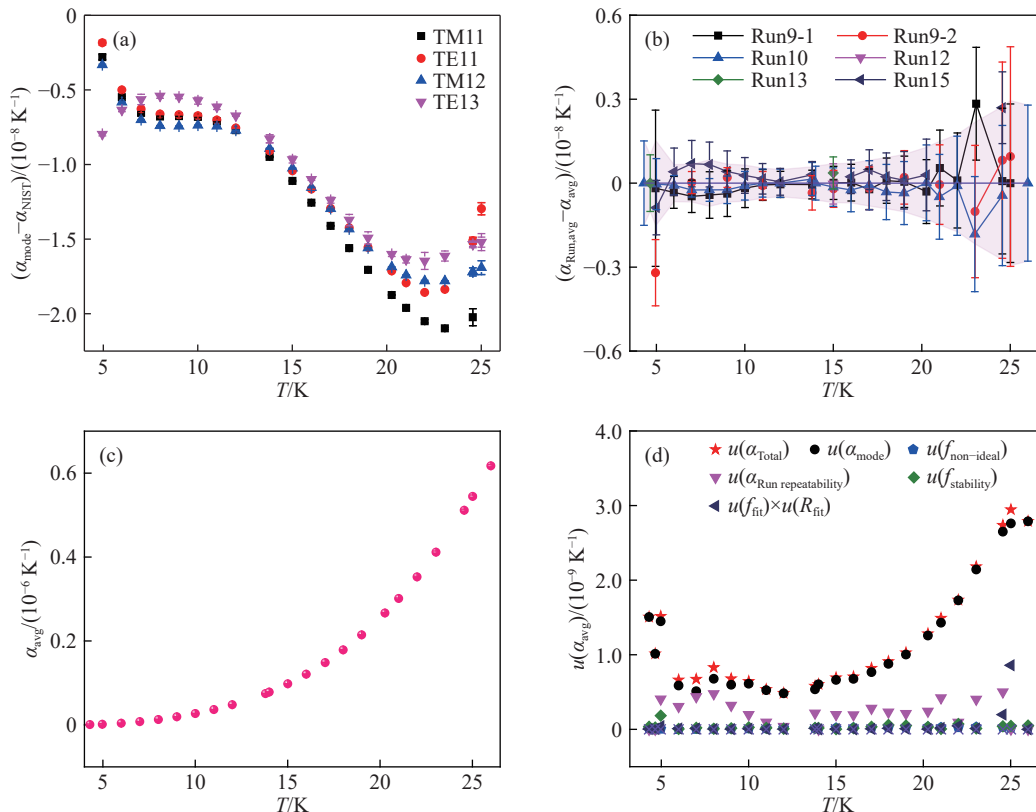 (a)
TM11
TE11
TM12
TE13
0
−0.5
−1.0
−1.5
−2.0
(α_mode−α_NIST)/(10⁻⁸ K⁻¹)
5 10 15 20 25
T/K
(b)
Run9-1 Run9-2
Run10 Run12
Run13 Run15
0.6
0.3
0
−0.3
−0.6
(α_Run,avg−α_avg)/(10⁻⁸ K⁻¹)
5 10 15 20 25
T/K
(c)
0.6
0.4
0.2
0
α_avg/(10⁻⁶ K⁻¹)
5 10 15 20 25
T/K
(d)
u(α_Total) u(α_mode) u(f_non−ideal)
u(α_Run repeatability) u(f_stability)
u(f_fit)×u(R_fit)
4.0
3.0
2.0
1.0
0
u(α_avg)/(10⁻⁹ K⁻¹)
5 10 15 20 25
T/K